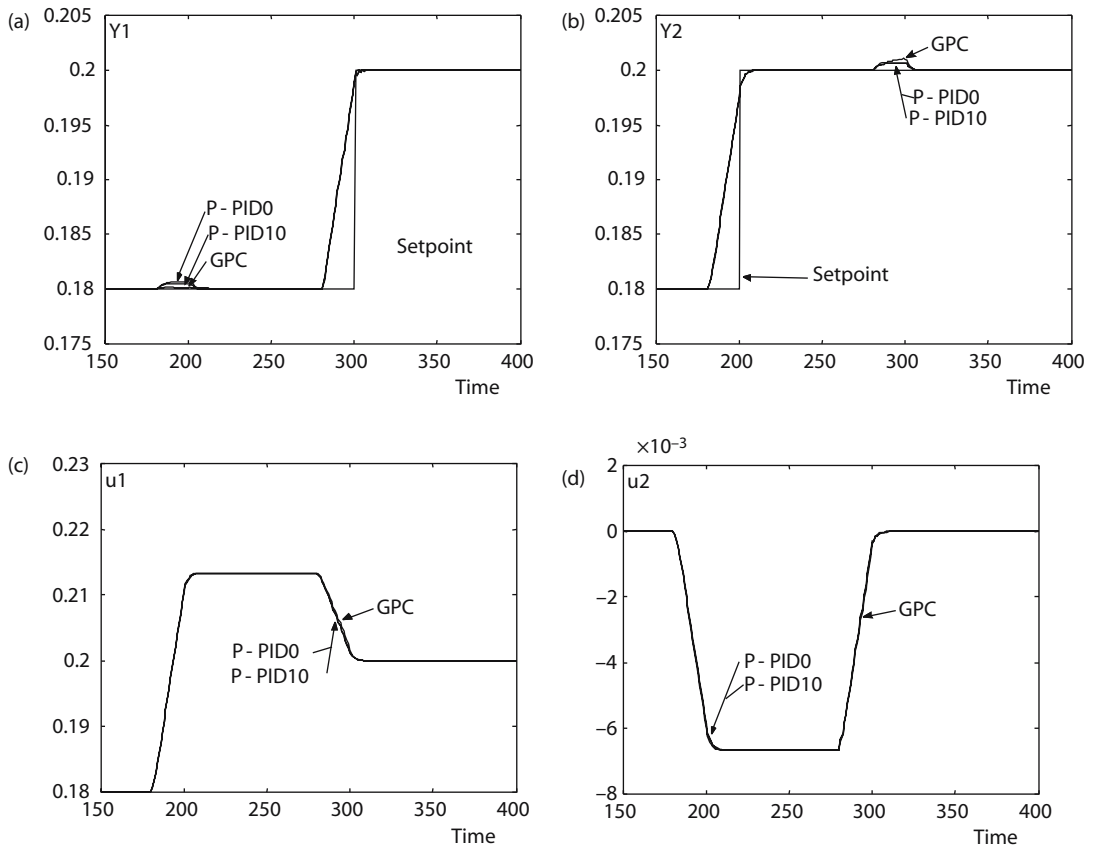 (a)
0.205
Y1
0.2
0.195
0.19
0.185
0.18
0.175
P - PID0
P - PID10
GPC
Setpoint
150 200 250 300 350 400
Time
(b)
0.205
Y2
0.2
0.195
0.19
0.185
0.18
0.175
GPC
P - PID0
P - PID10
Setpoint
150 200 250 300 350 400
Time
(c)
0.23
u1
0.22
0.21
0.2
0.19
0.18
GPC
P - PID0
P - PID10
150 200 250 300 350 400
Time
(d)
×10⁻³
2
u2
0
−2
−4
−6
−8
GPC
P - PID0
P - PID10
150 200 250 300 350 400
Time